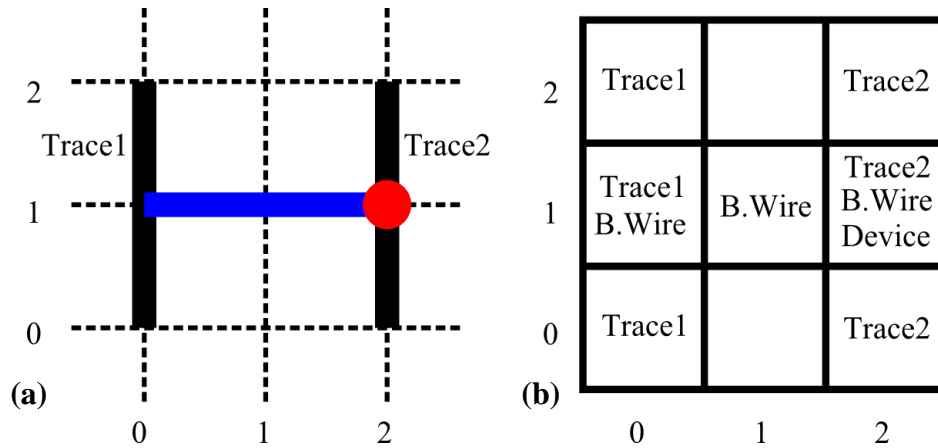 2
Trace1
Trace2
1
0
(a)
0
1
2
2
Trace1
Trace2
1
Trace1
B.Wire
B.Wire
Trace2
B.Wire
Device
0
Trace1
Trace2
(b)
0
1
2